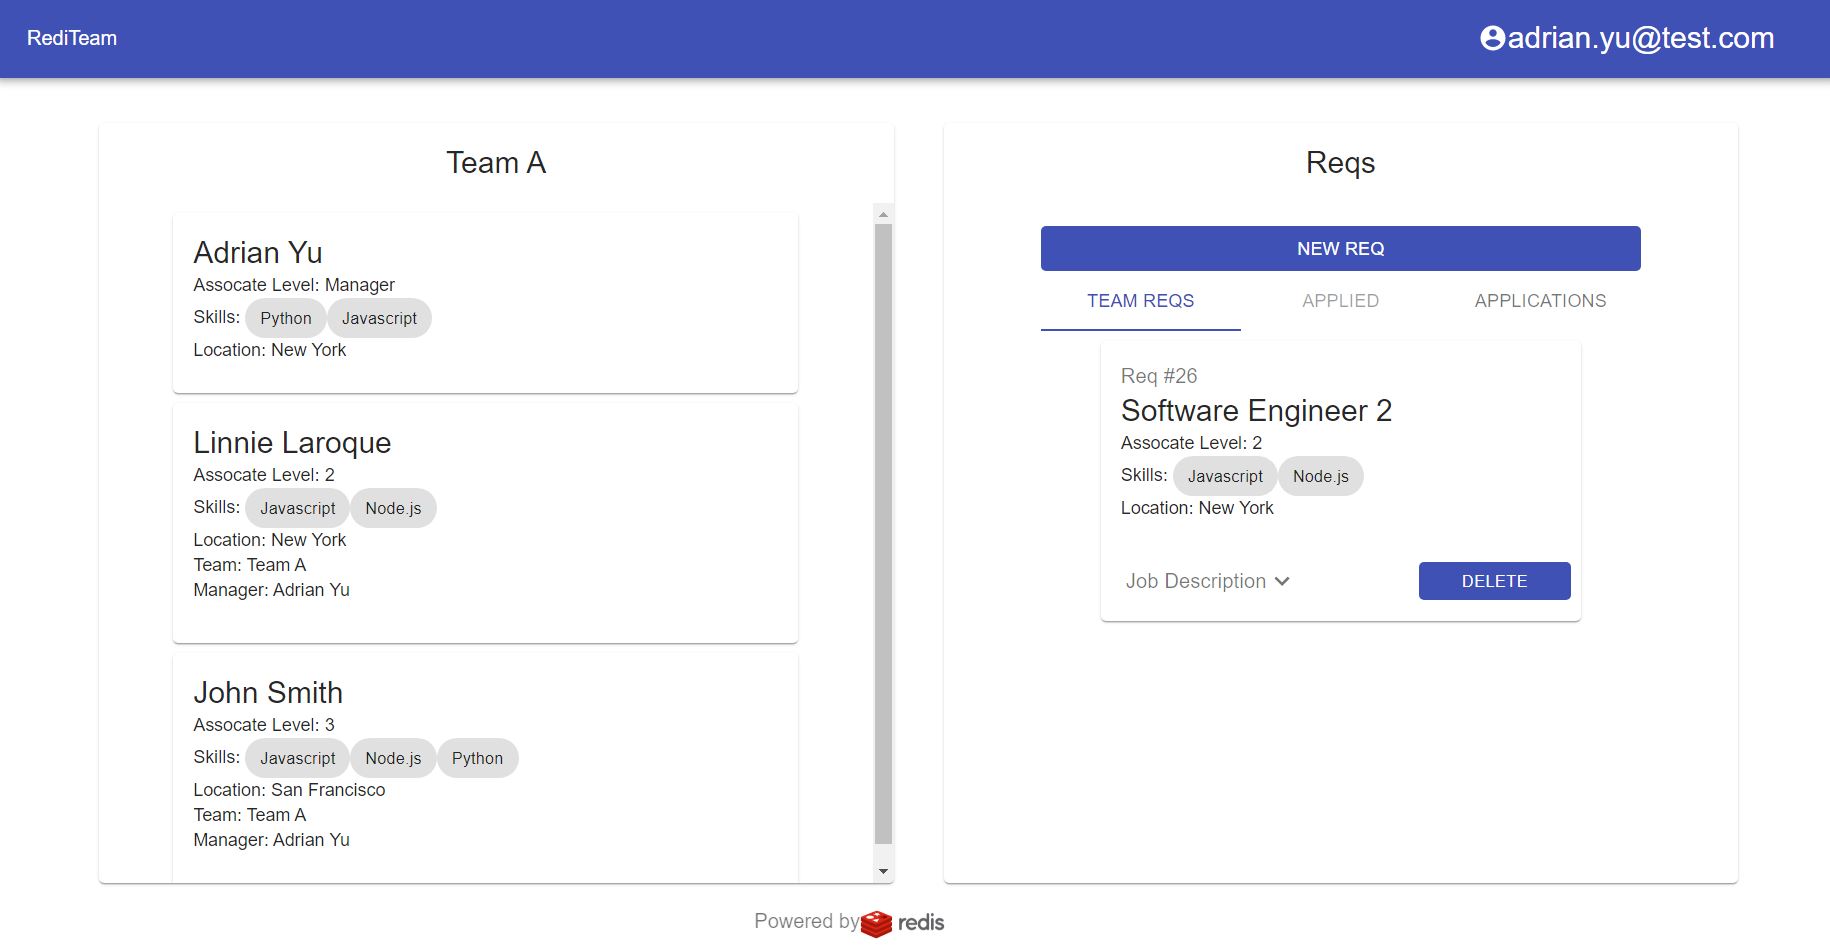 RediTeam
adrian.yu@test.com
Team A
Adrian Yu
Assocate Level: Manager
Skills: Python Javascript
Location: New York
Linnie Laroque
Assocate Level: 2
Skills: Javascript Node.js
Location: New York
Team: Team A
Manager: Adrian Yu
John Smith
Assocate Level: 3
Skills: Javascript Node.js Python
Location: San Francisco
Team: Team A
Manager: Adrian Yu
Reqs
NEW REQ
TEAM REQS APPLIED APPLICATIONS
Req #26
Software Engineer 2
Assocate Level: 2
Skills: Javascript Node.js
Location: New York
Job Description DELETE
Powered by redis